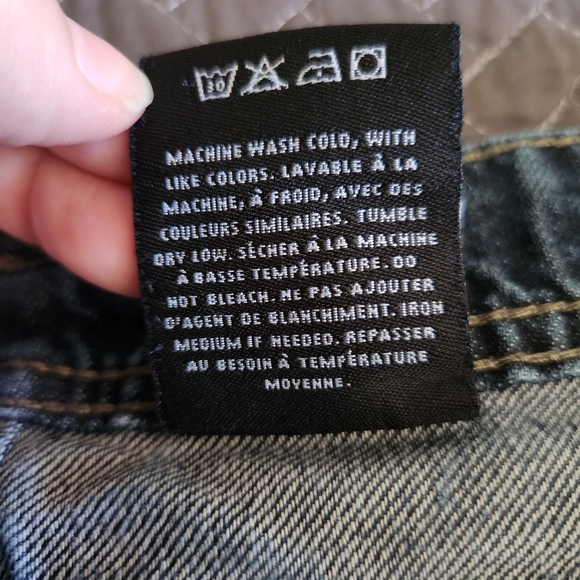 30
MACHINE WASH COLD, WITH
LIKE COLORS. LAVABLE À LA
MACHINE, À FROID, AVEC DES
COULEURS SIMILAIRES. TUMBLE
DRY LOW. SÉCHER À LA MACHINE
À BASSE TEMPÉRATURE. DO
NOT BLEACH. NE PAS AJOUTER
D'AGENT DE BLANCHIMENT. IRON
MEDIUM IF NEEDED. REPASSER
AU BESOIN À TEMPÉRATURE
MOYENNE.